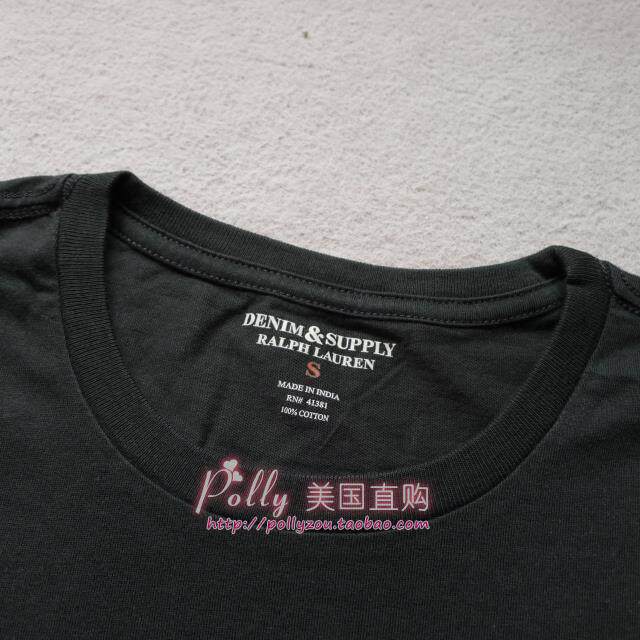 DENIM&SUPPLY
RALPH LAUREN
S
MADE IN INDIA
RN# 41381
100% COTTON
Polly 美国直购
http://pollyzou.taobao.com